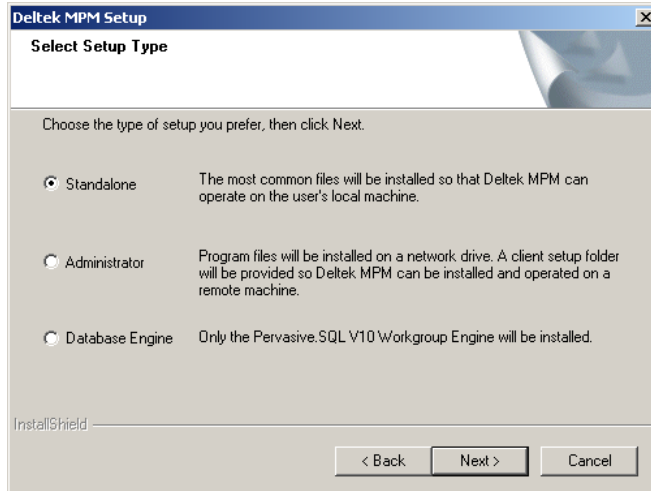 Deltek MPM Setup
Select Setup Type
Choose the type of setup you prefer, then click Next.
Standalone
The most common files will be installed so that Deltek MPM can
operate on the user's local machine.
Administrator
Program files will be installed on a network drive. A client setup folder
will be provided so Deltek MPM can be installed and operated on a
remote machine.
Database Engine
Only the Pervasive.SQL V10 Workgroup Engine will be installed.
InstallShield
< Back
Next >
Cancel